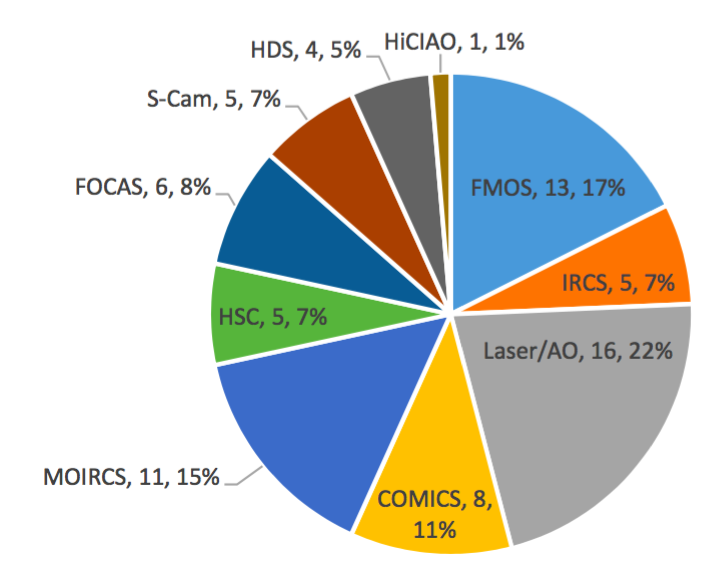 HiCIAO, 1, 1%
HDS, 4, 5%
S-Cam, 5, 7%
FOCAS, 6, 8%
FMOS, 13, 17%
IRCS, 5, 7%
HSC, 5, 7%
Laser/AO, 16, 22%
MOIRCS, 11, 15%
COMICS, 8,
11%